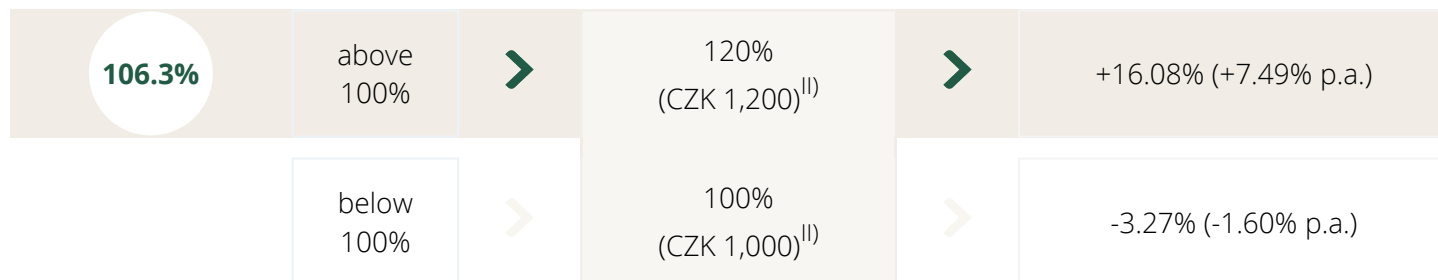 106.3%
above
100%
120%
(CZK 1,200)II)
+16.08% (+7.49% p.a.)
below
100%
100%
(CZK 1,000)II)
-3.27% (-1.60% p.a.)